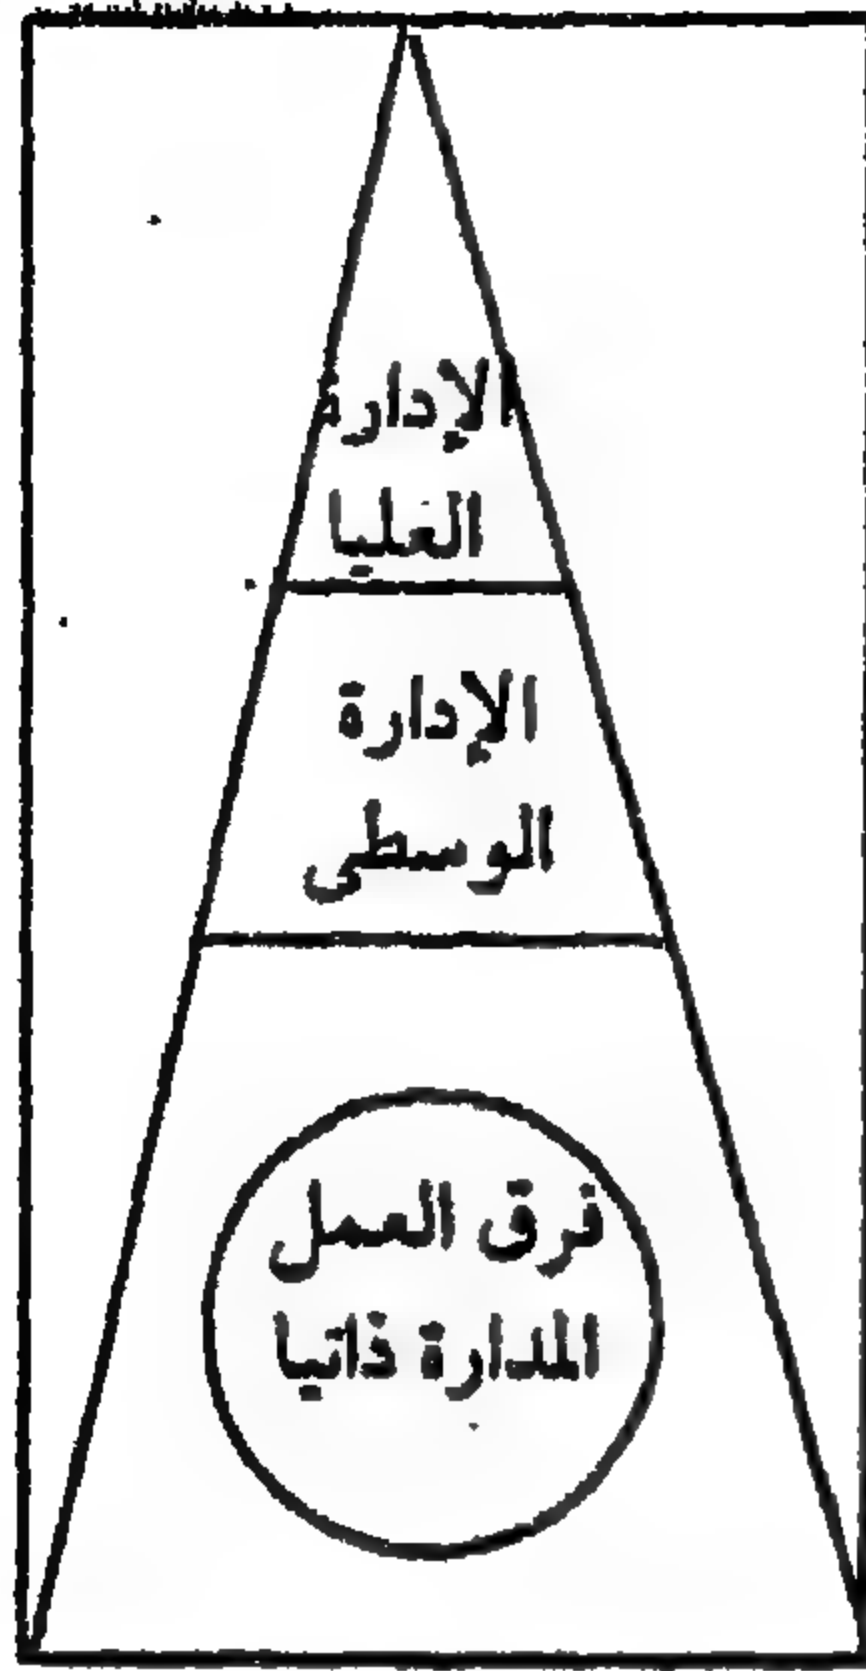 الإدارة
العليا
الإدارة
الوسطى
فرق العمل
المدارة ذاتيا